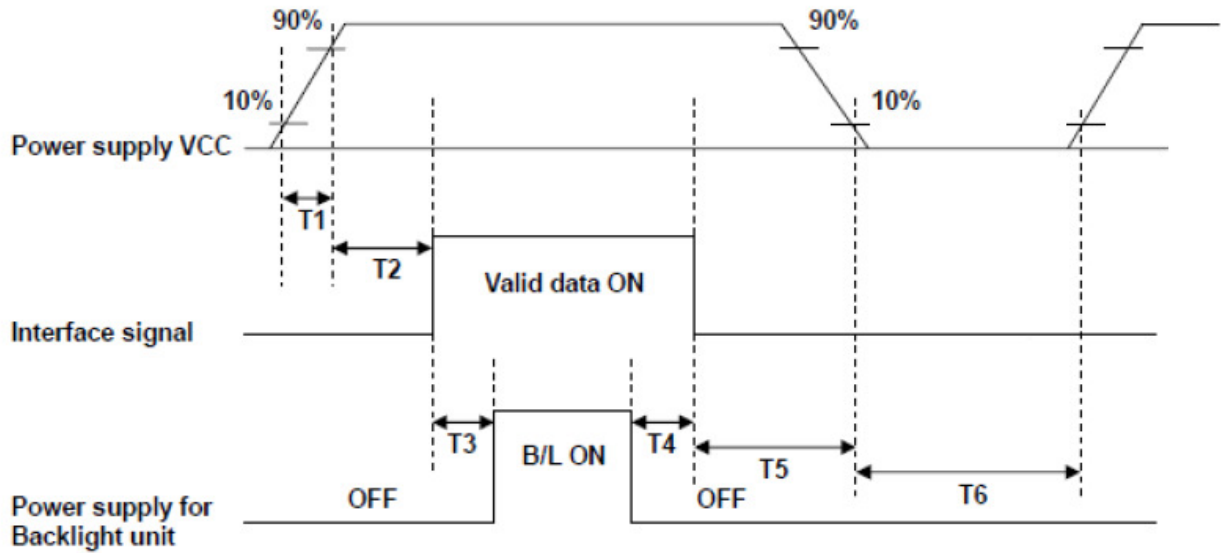 90%
90%
10%
10%
Power supply VCC
T1
T2
Valid data ON
Interface signal
T3
B/L ON
T4
T5
T6
OFF
OFF
Power supply for
Backlight unit